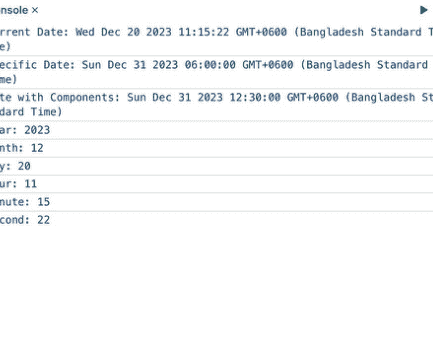 nsole ×
rrent Date: Wed Dec 20 2023 11:15:22 GMT+0600 (Bangladesh Standard T
e)
ecific Date: Sun Dec 31 2023 06:00:00 GMT+0600 (Bangladesh Standard
me)
te with Components: Sun Dec 31 2023 12:30:00 GMT+0600 (Bangladesh St
dard Time)
ar: 2023
nth: 12
y: 20
ur: 11
nute: 15
cond: 22